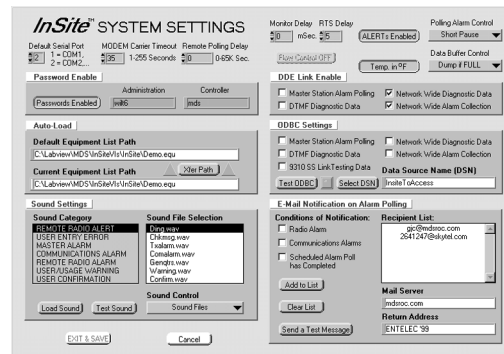 InSite™ SYSTEM SETTINGS
Default Serial Port
2
1 = COM1,
2 = COM2,...
MODEM Carrier Timeout
35
1-255 Seconds
Remote Polling Delay
0
0-65K Sec.
Monitor Delay
0
mSec.
RTS Delay
5
ALERTs Enabled
Polling Alarm Control
Short Pause
Flow Control OFF
Temp. in ºF
Data Buffer Control
Dump if FULL
Password Enable
Administration
Controller
Passwords Enabled
mds
DDE Link Enable
Master Station Alarm Polling
Network Wide Diagnostic Data
DTMF Diagnostic Data
Network Wide Alarm Collection
Auto-Load
Default Equipment List Path
C:\Labview\MDS\InSiteVIs\InSite\Demo.equ
Current Equipment List Path
Xfer Path
C:\Labview\MDS\InSiteVIs\InSite\Demo.equ
ODBC Settings
Master Station Alarm Polling
Network Wide Diagnostic Data
DTMF Diagnostic Data
Network Wide Alarm Collection
9310 SS LinkTesting Data
Data Source Name (DSN)
Test ODBC
Select DSN
InsiteToAccess
Sound Settings
Sound Category
REMOTE RADIO ALERT
USER ENTRY ERROR
MASTER ALARM
COMMUNICATIONS ALARM
REMOTE RADIO ALARM
USER/USAGE WARNING
USER CONFIRMATION
Sound File Selection
Ding.wav
Chkmsg.wav
Txalarm.wav
Comalarm.wav
Genqtrs.wav
Warning.wav
Confirm.wav
Sound Control
Load Sound
Test Sound
Sound Files
E-Mail Notification on Alarm Polling
Conditions of Notification:
Radio Alarm
Communications Alarms
Scheduled Alarm Poll
has Completed
Add to List
Clear List
Send a Test Message
Recipient List:
gjc@mdsroc.com
2641247@skytel.com
Mail Server
mdsroc.com
Return Address
ENTELEC '99
EXIT & SAVE
Cancel